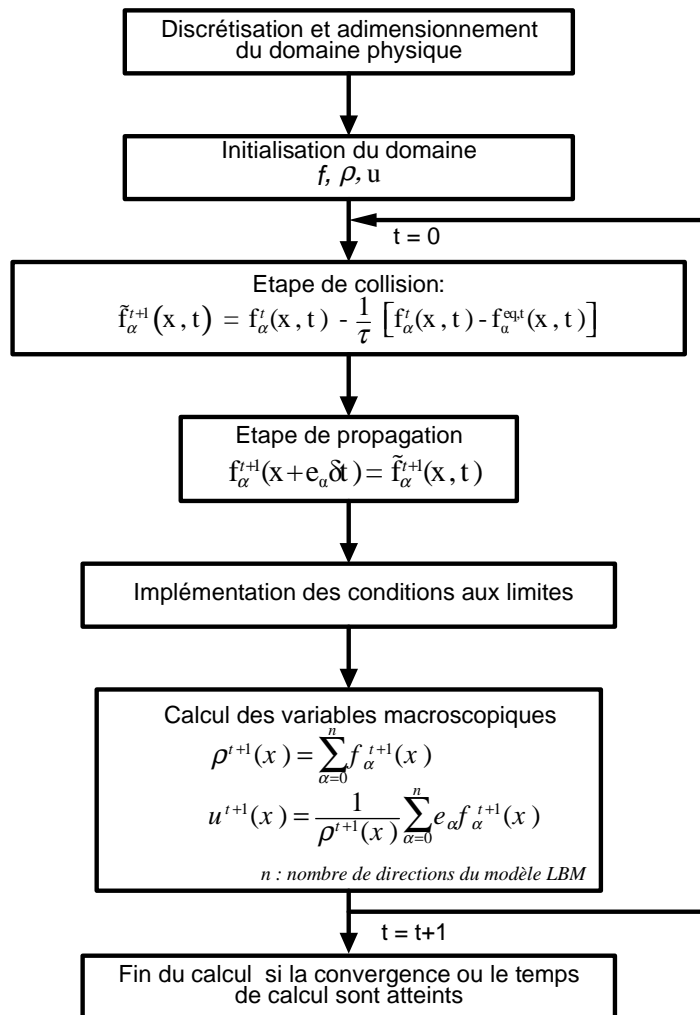 Discrétisation et adimensionnement
du domaine physique
Initialisation du domaine
f, ρ, u
t = 0
Etape de collision:
f̃_α^{t+1}(x, t) = f_α^t(x, t) - 1/τ [f_α^t(x, t) - f_α^{eq,t}(x, t)]
Etape de propagation
f_α^{t+1}(x+e_α δt) = f̃_α^{t+1}(x, t)
Implémentation des conditions aux limites
Calcul des variables macroscopiques
ρ^{t+1}(x) = ∑_{α=0}^{n} f_α^{t+1}(x)
u^{t+1}(x) = 1/ρ^{t+1}(x) ∑_{α=0}^{n} e_α f_α^{t+1}(x)
n : nombre de directions du modèle LBM
t = t+1
Fin du calcul si la convergence ou le temps
de calcul sont atteints